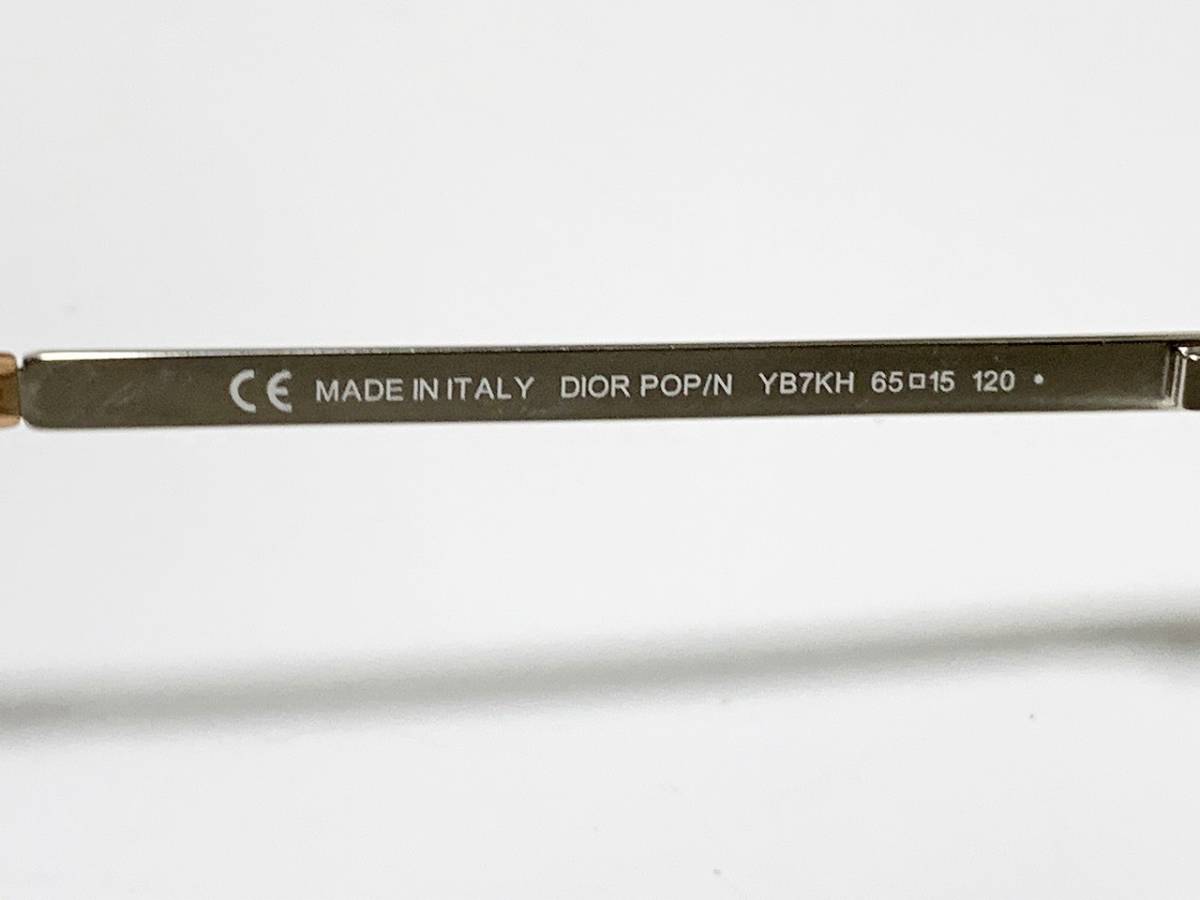 CE MADE IN ITALY DIOR POP/N YB7KH 65□15 120 •